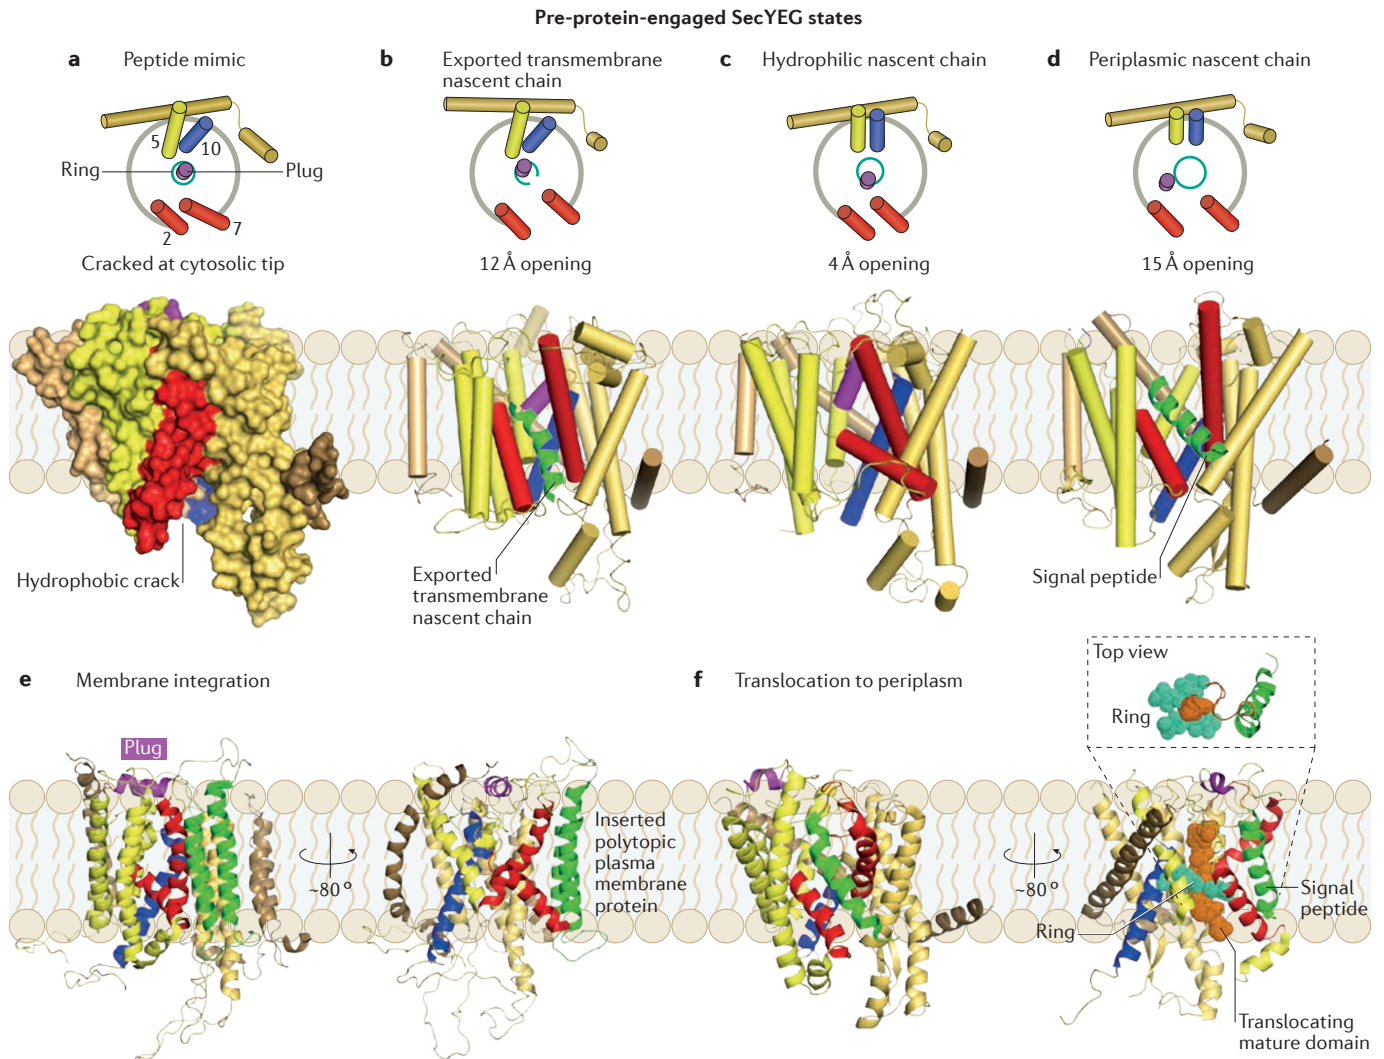 Pre-protein-engaged SecYEG states
a Peptide mimic
b Exported transmembrane
nascent chain
c Hydrophilic nascent chain
d Periplasmic nascent chain
5
10
Ring
Plug
2
7
Cracked at cytosolic tip
12 Å opening
4 Å opening
15 Å opening
Hydrophobic crack
Exported
transmembrane
nascent chain
Signal peptide
e Membrane integration
f Translocation to periplasm
Top view
Ring
Plug
~80°
Inserted
polytopic
plasma
membrane
protein
~80°
Signal
peptide
Ring
Translocating
mature domain